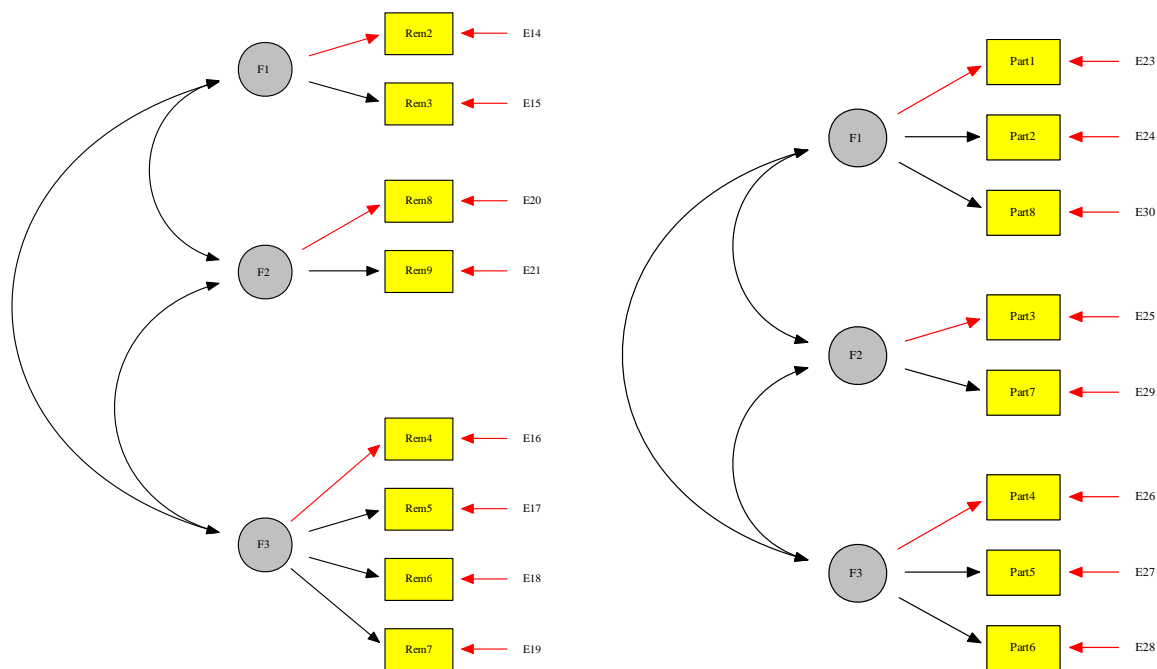 F1
Rem2 E14
Rem3 E15
F2
Rem8 E20
Rem9 E21
F3
Rem4 E16
Rem5 E17
Rem6 E18
Rem7 E19
F1
Part1 E23
Part2 E24
Part8 E30
F2
Part3 E25
Part7 E29
F3
Part4 E26
Part5 E27
Part6 E28